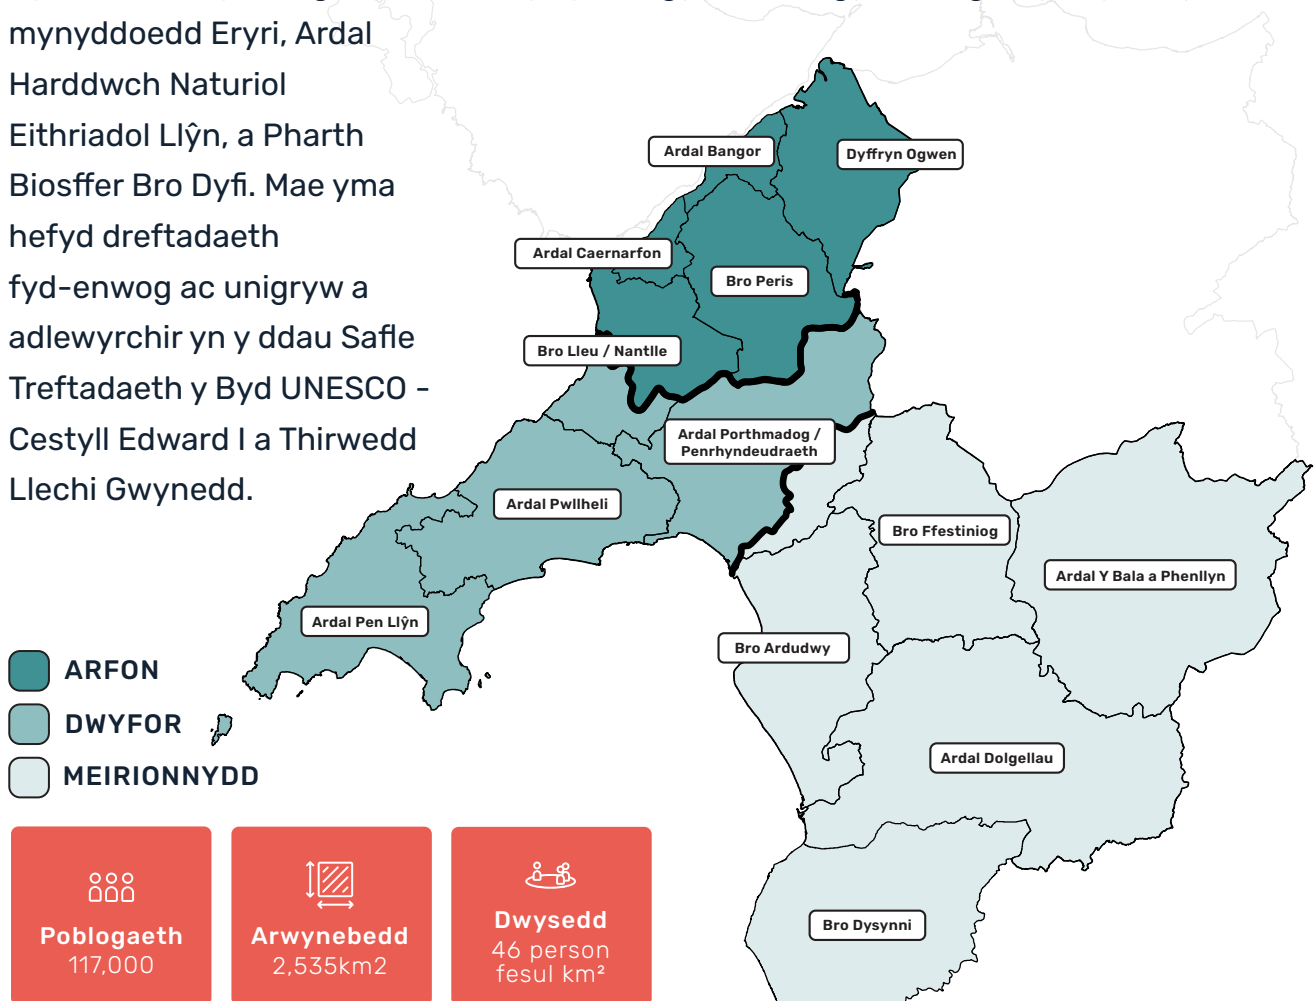 mynyddoedd Eryri, Ardal
Harddwch Naturiol
Eithriadol Llŷn, a Pharth
Biosffer Bro Dyfi. Mae yma
hefyd dreftadaeth
fyd-enwog ac unigryw a
adlewyrchir yn y ddau Safle
Treftadaeth y Byd UNESCO -
Cestyll Edward I a Thirwedd
Llechi Gwynedd.
Ardal Bangor
Dyffryn Ogwen
Ardal Caernarfon
Bro Peris
Bro Lleu / Nantlle
Ardal Porthmadog /
Penrhyndeudraeth
Ardal Pwllheli
Bro Ffestiniog
Ardal Y Bala a Phenllyn
Ardal Pen Llŷn
Bro Ardudwy
Ardal Dolgellau
Bro Dysynni
ARFON
DWYFOR
MEIRIONNYDD
Poblogaeth
117,000
Arwynebedd
2,535km2
Dwysedd
46 person
fesul km²